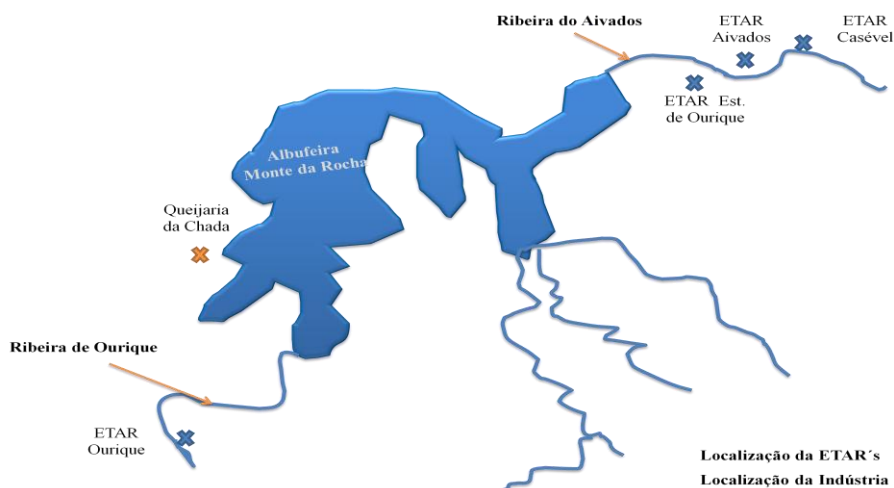 Ribeira do Aivados
ETAR
Aivados
ETAR
Casével
ETAR Est.
de Ourique
Albufeira
Monte da Rocha
Queijaria
da Chada
Ribeira de Ourique
ETAR
Ourique
Localização da ETAR´s
Localização da Indústria